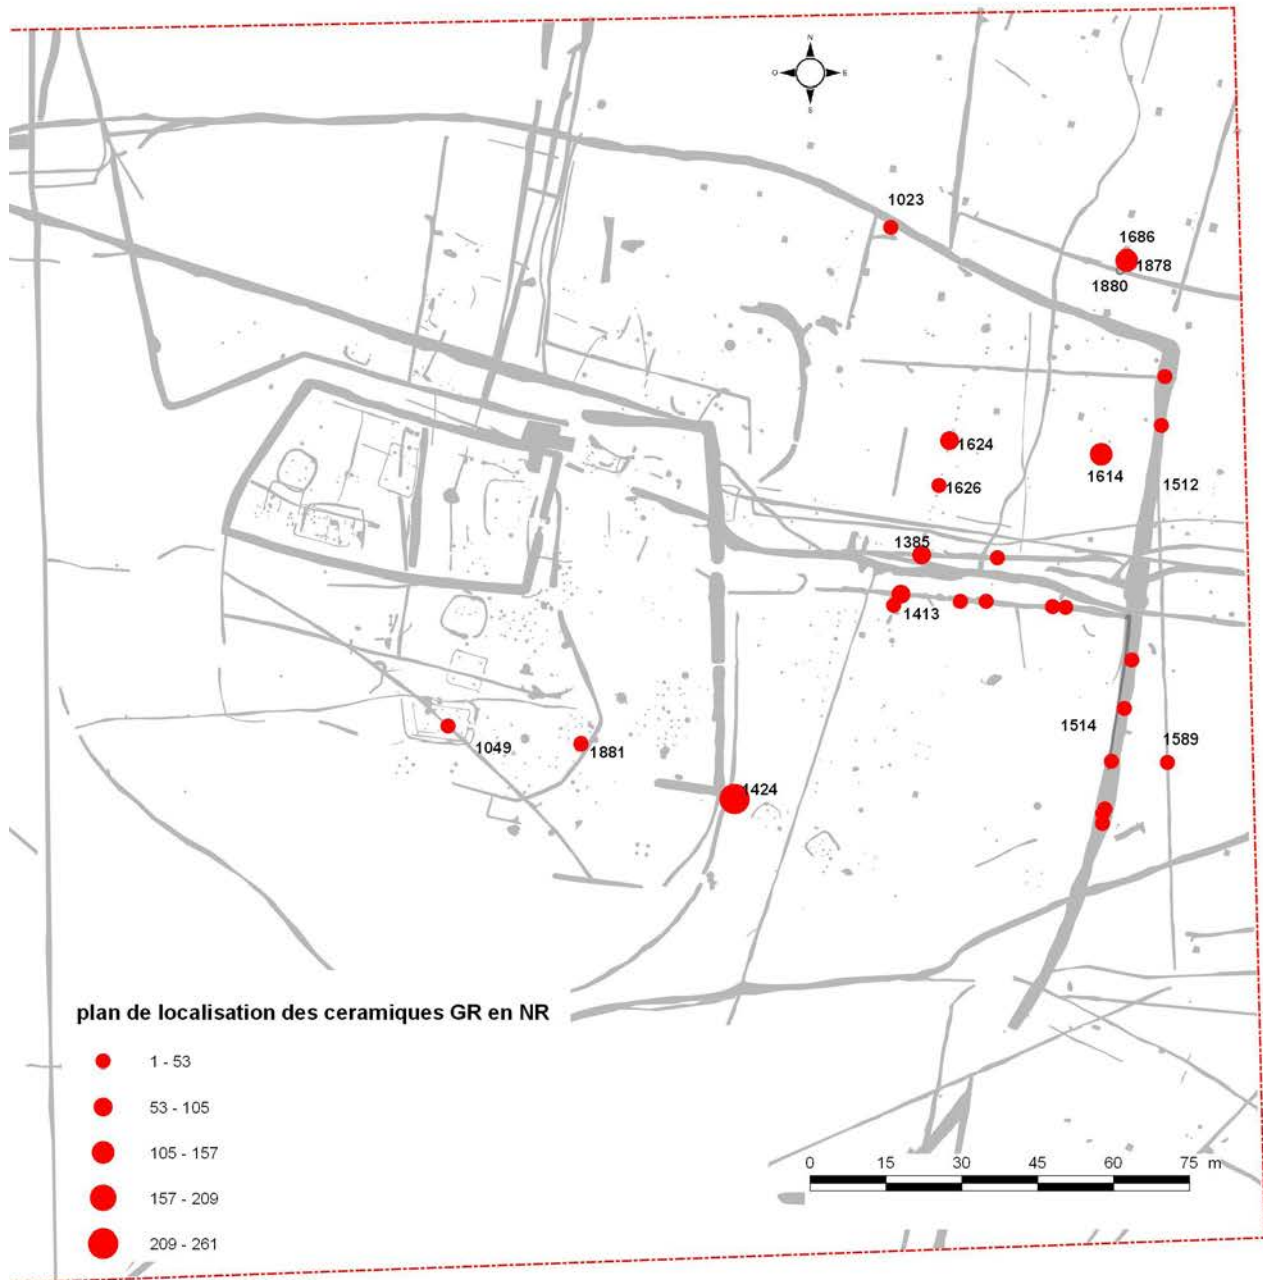 N
O E
S
1023
1686
1878
1880
1624
1614
1626
1512
1385
1413
1514
1589
1049
1881
1424
plan de localisation des ceramiques GR en NR
1 - 53
53 - 105
105 - 157
157 - 209
209 - 261
0 15 30 45 60 75 m